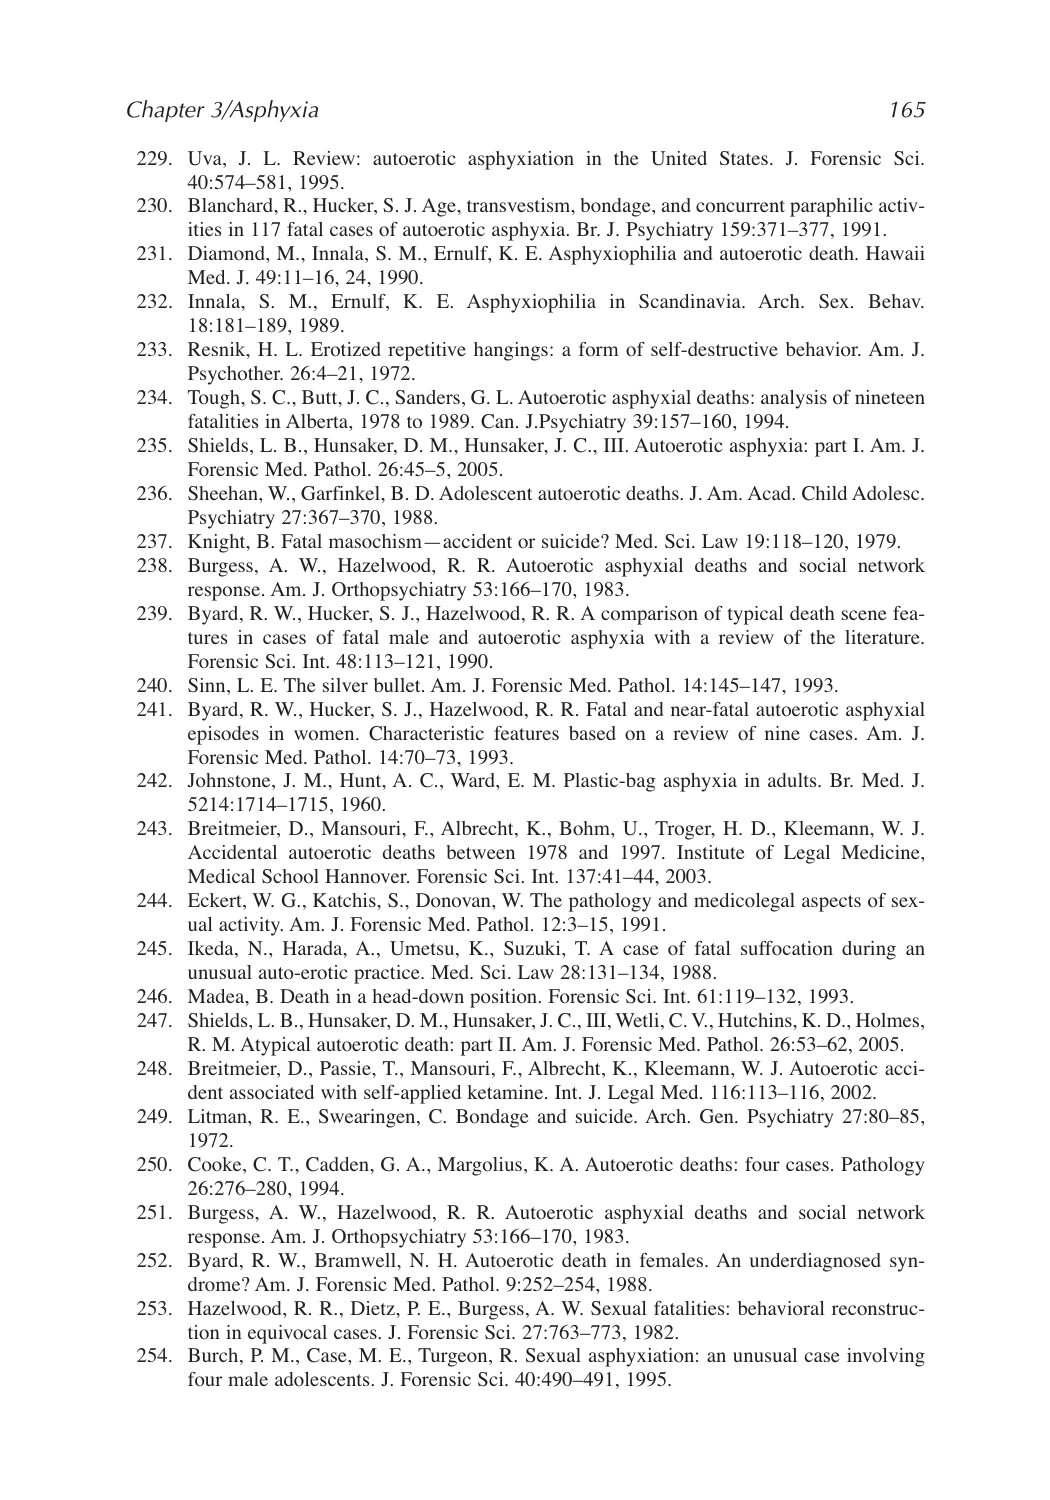 Chapter 3/Asphyxia 165
229. Uva, J. L. Review: autoerotic asphyxiation in the United States. J. Forensic Sci.
40:574–581, 1995.
230. Blanchard, R., Hucker, S. J. Age, transvestism, bondage, and concurrent paraphilic activ-
ities in 117 fatal cases of autoerotic asphyxia. Br. J. Psychiatry 159:371–377, 1991.
231. Diamond, M., Innala, S. M., Ernulf, K. E. Asphyxiophilia and autoerotic death. Hawaii
Med. J. 49:11–16, 24, 1990.
232. Innala, S. M., Ernulf, K. E. Asphyxiophilia in Scandinavia. Arch. Sex. Behav.
18:181–189, 1989.
233. Resnik, H. L. Erotized repetitive hangings: a form of self-destructive behavior. Am. J.
Psychother. 26:4–21, 1972.
234. Tough, S. C., Butt, J. C., Sanders, G. L. Autoerotic asphyxial deaths: analysis of nineteen
fatalities in Alberta, 1978 to 1989. Can. J.Psychiatry 39:157–160, 1994.
235. Shields, L. B., Hunsaker, D. M., Hunsaker, J. C., III. Autoerotic asphyxia: part I. Am. J.
Forensic Med. Pathol. 26:45–5, 2005.
236. Sheehan, W., Garfinkel, B. D. Adolescent autoerotic deaths. J. Am. Acad. Child Adolesc.
Psychiatry 27:367–370, 1988.
237. Knight, B. Fatal masochism—accident or suicide? Med. Sci. Law 19:118–120, 1979.
238. Burgess, A. W., Hazelwood, R. R. Autoerotic asphyxial deaths and social network
response. Am. J. Orthopsychiatry 53:166–170, 1983.
239. Byard, R. W., Hucker, S. J., Hazelwood, R. R. A comparison of typical death scene fea-
tures in cases of fatal male and autoerotic asphyxia with a review of the literature.
Forensic Sci. Int. 48:113–121, 1990.
240. Sinn, L. E. The silver bullet. Am. J. Forensic Med. Pathol. 14:145–147, 1993.
241. Byard, R. W., Hucker, S. J., Hazelwood, R. R. Fatal and near-fatal autoerotic asphyxial
episodes in women. Characteristic features based on a review of nine cases. Am. J.
Forensic Med. Pathol. 14:70–73, 1993.
242. Johnstone, J. M., Hunt, A. C., Ward, E. M. Plastic-bag asphyxia in adults. Br. Med. J.
5214:1714–1715, 1960.
243. Breitmeier, D., Mansouri, F., Albrecht, K., Bohm, U., Troger, H. D., Kleemann, W. J.
Accidental autoerotic deaths between 1978 and 1997. Institute of Legal Medicine,
Medical School Hannover. Forensic Sci. Int. 137:41–44, 2003.
244. Eckert, W. G., Katchis, S., Donovan, W. The pathology and medicolegal aspects of sex-
ual activity. Am. J. Forensic Med. Pathol. 12:3–15, 1991.
245. Ikeda, N., Harada, A., Umetsu, K., Suzuki, T. A case of fatal suffocation during an
unusual auto-erotic practice. Med. Sci. Law 28:131–134, 1988.
246. Madea, B. Death in a head-down position. Forensic Sci. Int. 61:119–132, 1993.
247. Shields, L. B., Hunsaker, D. M., Hunsaker, J. C., III, Wetli, C. V., Hutchins, K. D., Holmes,
R. M. Atypical autoerotic death: part II. Am. J. Forensic Med. Pathol. 26:53–62, 2005.
248. Breitmeier, D., Passie, T., Mansouri, F., Albrecht, K., Kleemann, W. J. Autoerotic acci-
dent associated with self-applied ketamine. Int. J. Legal Med. 116:113–116, 2002.
249. Litman, R. E., Swearingen, C. Bondage and suicide. Arch. Gen. Psychiatry 27:80–85,
1972.
250. Cooke, C. T., Cadden, G. A., Margolius, K. A. Autoerotic deaths: four cases. Pathology
26:276–280, 1994.
251. Burgess, A. W., Hazelwood, R. R. Autoerotic asphyxial deaths and social network
response. Am. J. Orthopsychiatry 53:166–170, 1983.
252. Byard, R. W., Bramwell, N. H. Autoerotic death in females. An underdiagnosed syn-
drome? Am. J. Forensic Med. Pathol. 9:252–254, 1988.
253. Hazelwood, R. R., Dietz, P. E., Burgess, A. W. Sexual fatalities: behavioral reconstruc-
tion in equivocal cases. J. Forensic Sci. 27:763–773, 1982.
254. Burch, P. M., Case, M. E., Turgeon, R. Sexual asphyxiation: an unusual case involving
four male adolescents. J. Forensic Sci. 40:490–491, 1995.